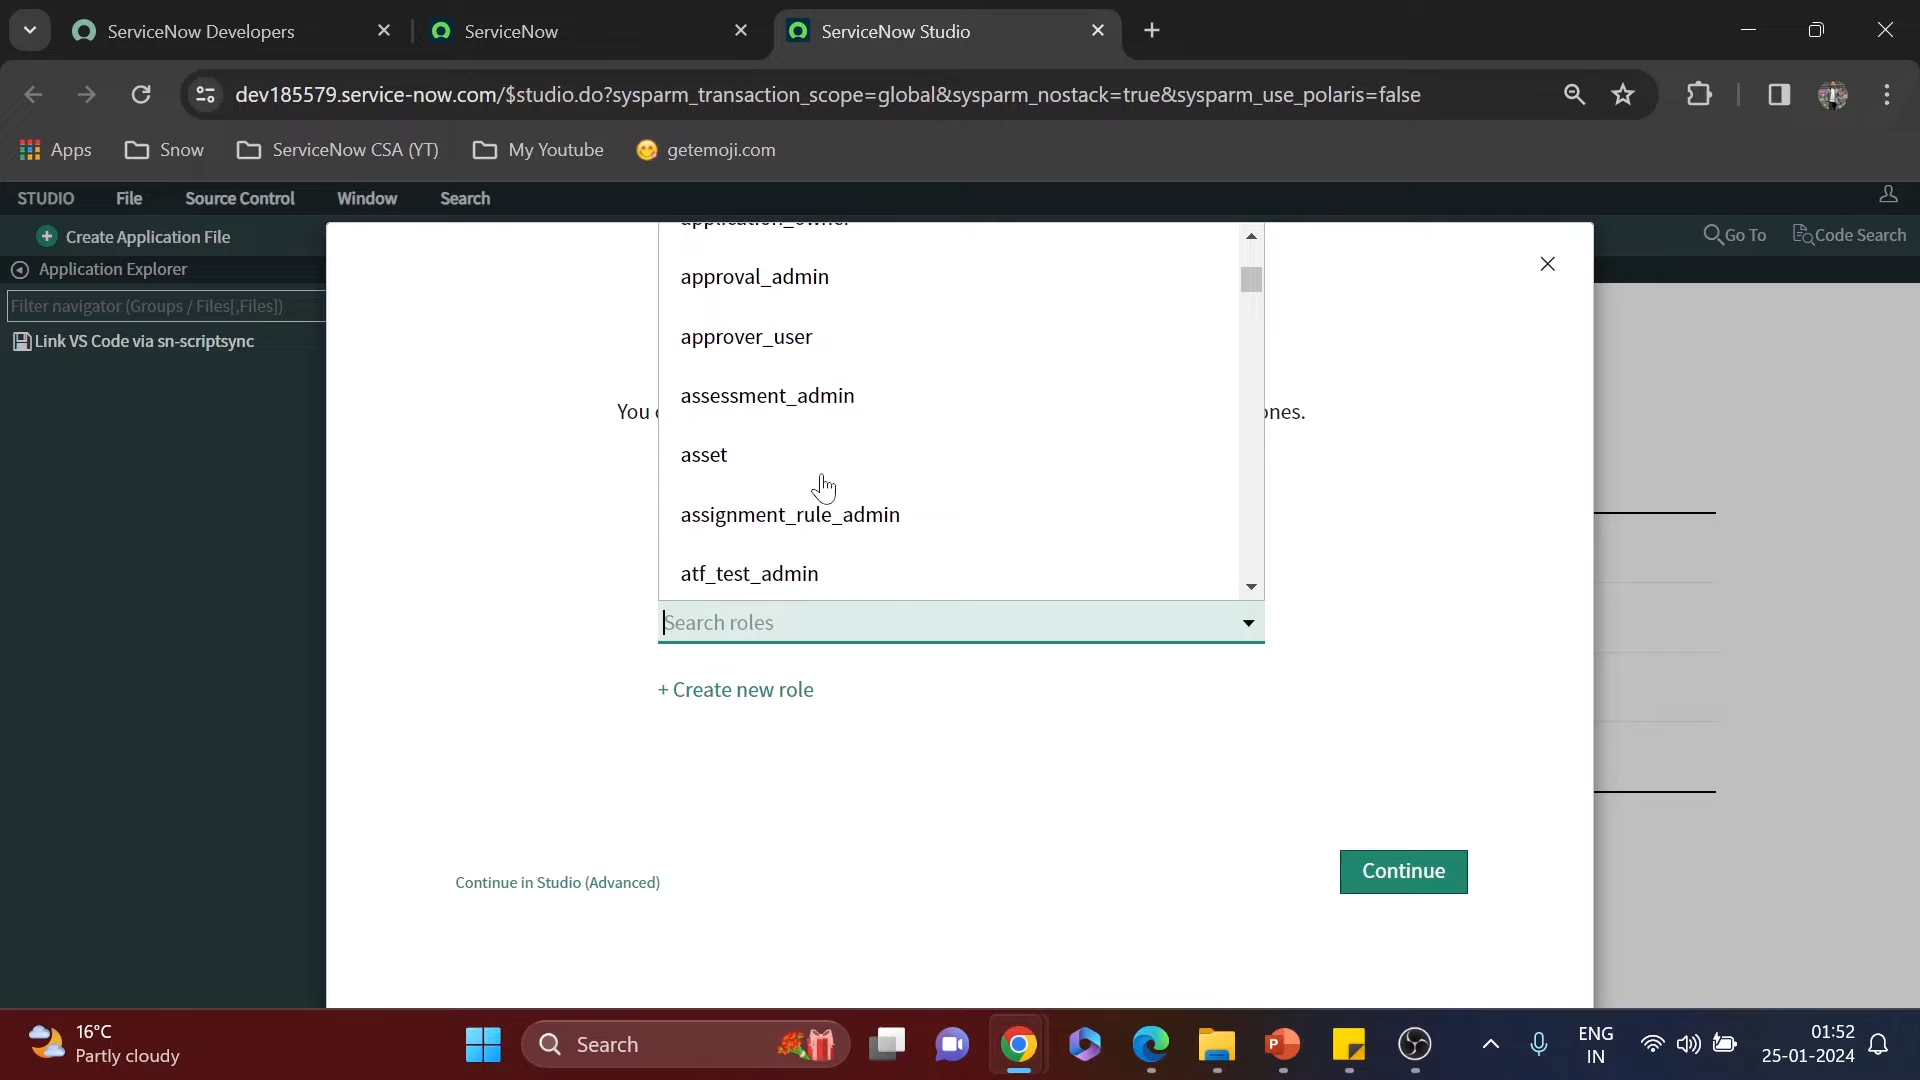 ServiceNow Developers
ServiceNow
ServiceNow Studio
dev185579.service-now.com/$studio.do?sysparm_transaction_scope=global&sysparm_nostack=true&sysparm_use_polaris=false
Apps
Snow
ServiceNow CSA (YT)
My Youtube
getemoji.com
STUDIO
File
Source Control
Window
Search
Create Application File
Go To
Code Search
Application Explorer
Filter navigator (Groups / Files[,Files])
Link VS Code via sn-scriptsync
application_owner
approval_admin
approver_user
assessment_admin
You
ones.
asset
assignment_rule_admin
atf_test_admin
Search roles
+ Create new role
Continue in Studio (Advanced)
Continue
16°C
Partly cloudy
Search
ENG
IN
01:52
25-01-2024